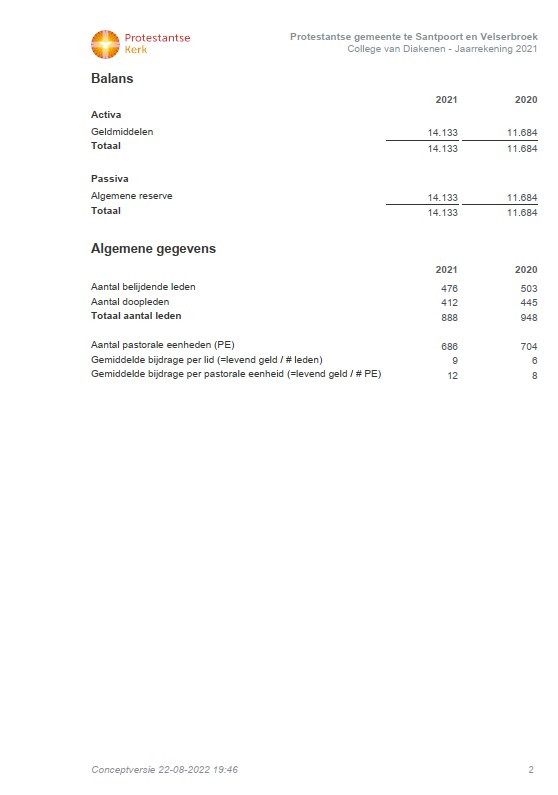 Protestantse
Kerk
Protestantse gemeente te Santpoort en Velserbroek
College van Diakenen - Jaarrekening 2021
Balans
2021 2020
Activa
Geldmiddelen 14.133 11.684
Totaal 14.133 11.684
Passiva
Algemene reserve 14.133 11.684
Totaal 14.133 11.684
Algemene gegevens
2021 2020
Aantal belijdende leden 476 503
Aantal doopleden 412 445
Totaal aantal leden 888 948
Aantal pastorale eenheden (PE) 686 704
Gemiddelde bijdrage per lid (=levend geld / # leden) 9 6
Gemiddelde bijdrage per pastorale eenheid (=levend geld / # PE) 12 8
Conceptversie 22-08-2022 19:46 2